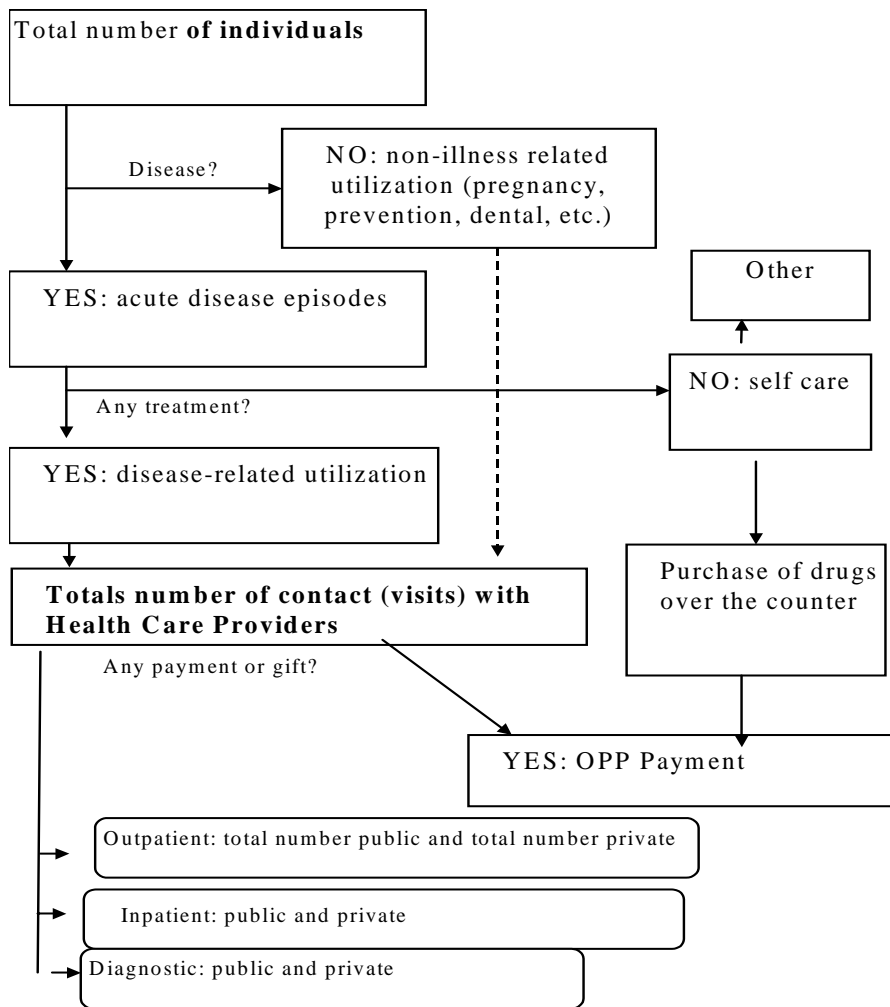 Total number of individuals
Disease?
NO: non-illness related
utilization (pregnancy,
prevention, dental, etc.)
Other
YES: acute disease episodes
NO: self care
Any treatment?
YES: disease-related utilization
Purchase of drugs
over the counter
Totals number of contact (visits) with
Health Care Providers
Any payment or gift?
YES: OPP Payment
Outpatient: total number public and total number private
Inpatient: public and private
Diagnostic: public and private